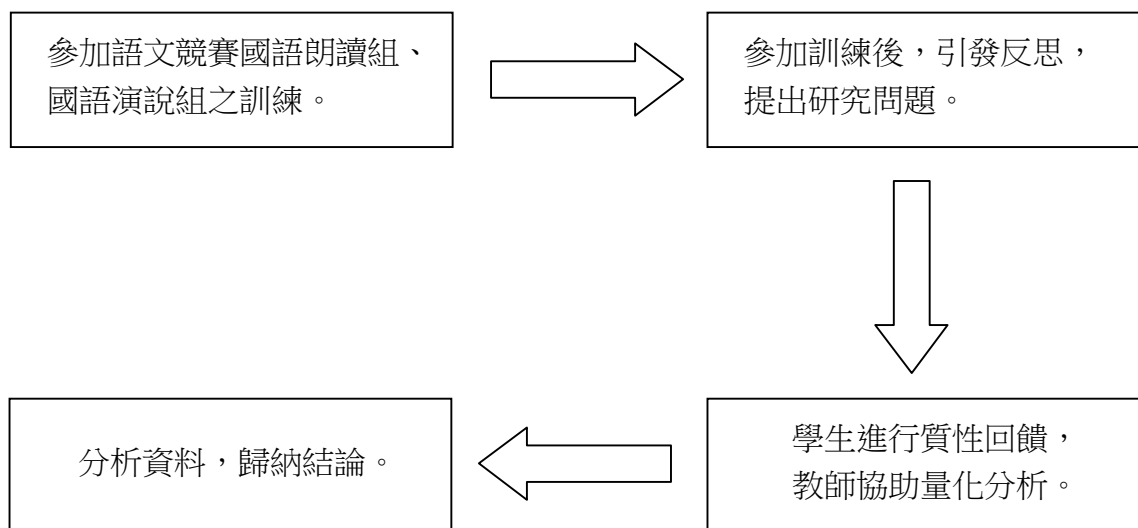 參加語文競賽國語朗讀組、
國語演說組之訓練。
參加訓練後，引發反思，
提出研究問題。
學生進行質性回饋，
教師協助量化分析。
分析資料，歸納結論。